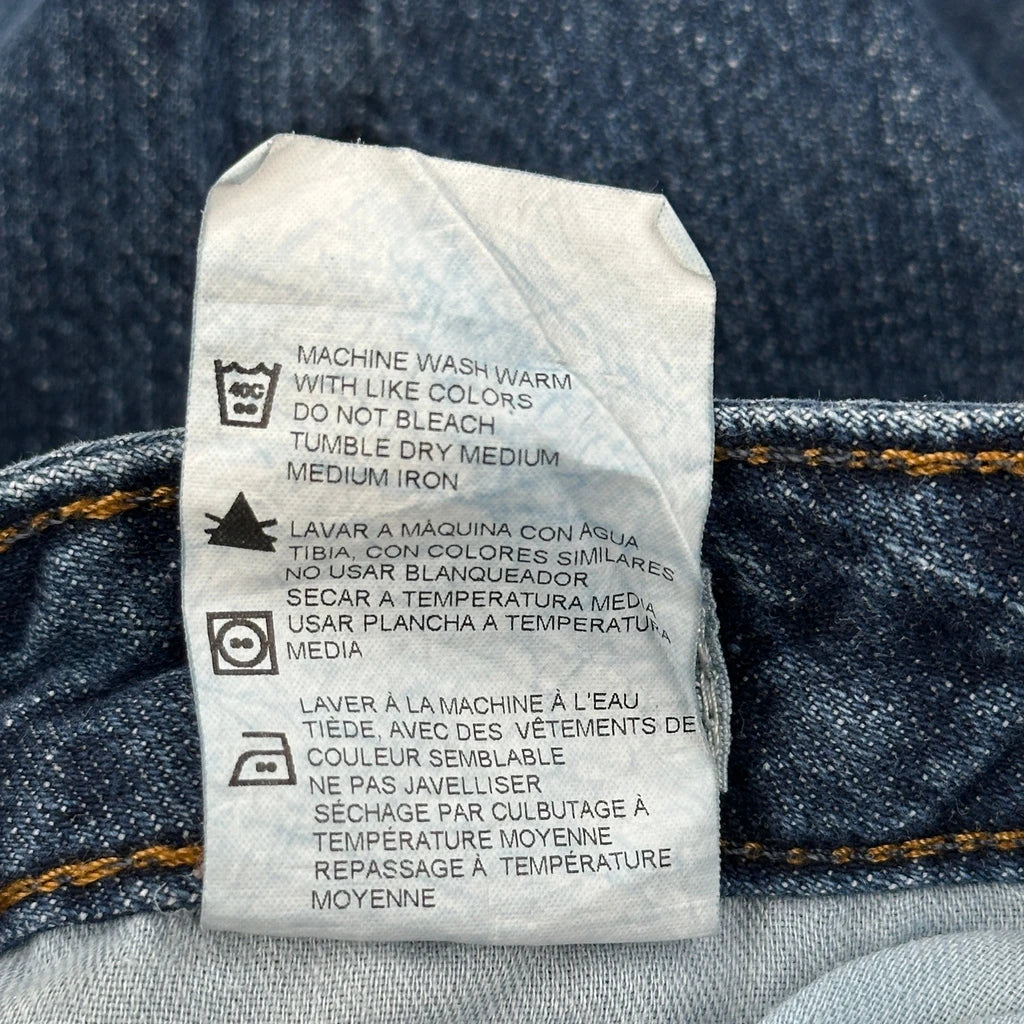 40C
MACHINE WASH WARM
WITH LIKE COLORS
DO NOT BLEACH
TUMBLE DRY MEDIUM
MEDIUM IRON
LAVAR A MÁQUINA CON AGUA
TIBIA, CON COLORES SIMILARES
NO USAR BLANQUEADOR
SECAR A TEMPERATURA MEDIA
USAR PLANCHA A TEMPERATURA
MEDIA
LAVER À LA MACHINE À L'EAU
TIÈDE, AVEC DES VÊTEMENTS DE
COULEUR SEMBLABLE
NE PAS JAVELLISER
SÉCHAGE PAR CULBUTAGE À
TEMPÉRATURE MOYENNE
REPASSAGE À TEMPÉRATURE
MOYENNE